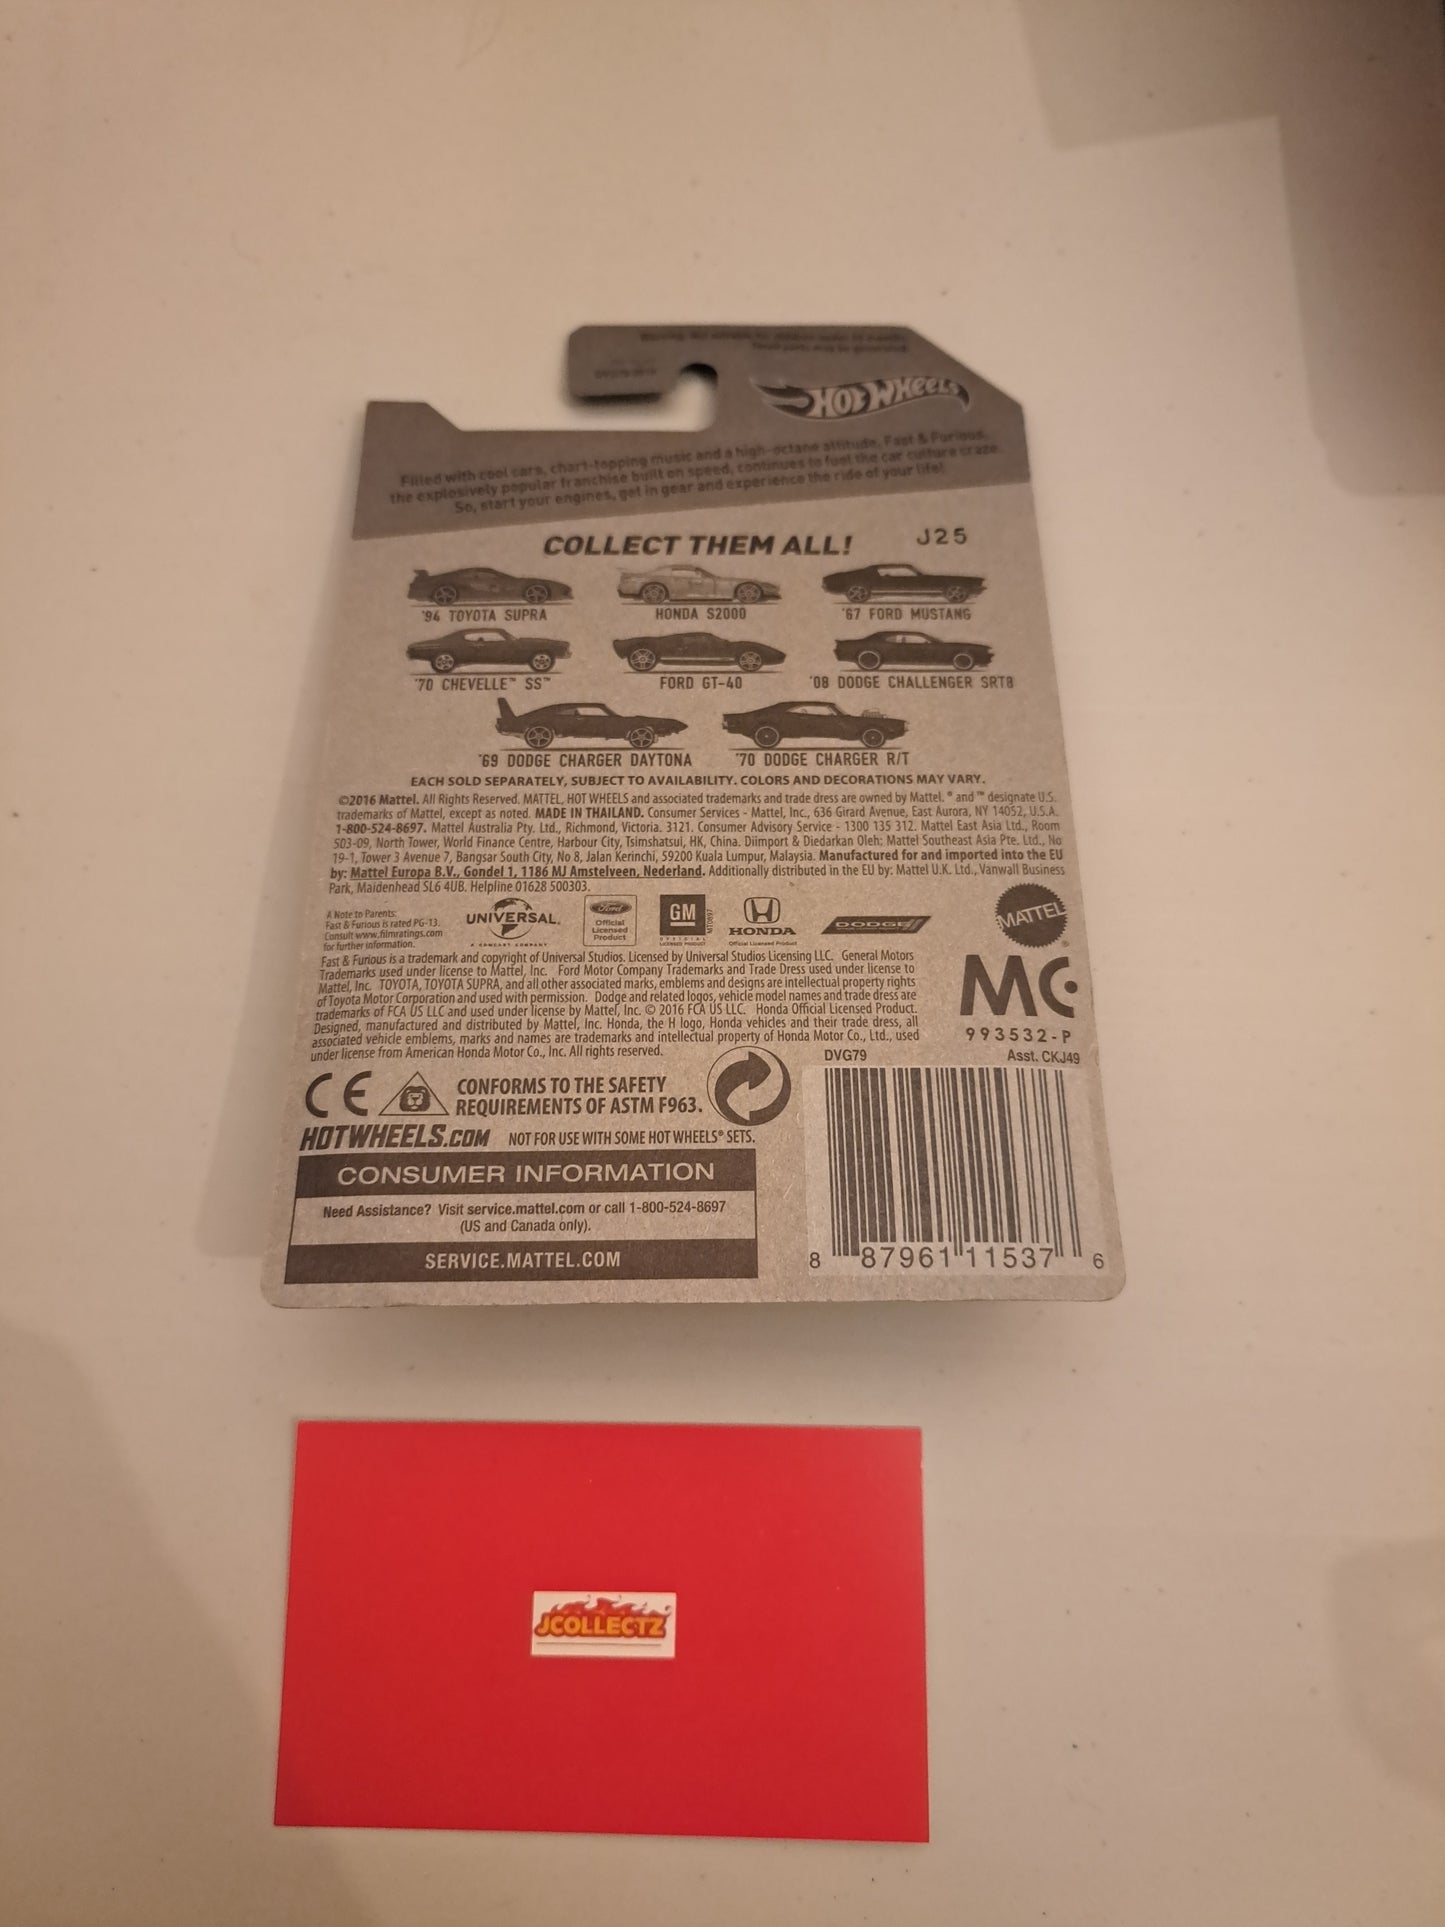 HOT WHEELS
Filled with cool cars, chart-topping music and a high-octane attitude, Fast & Furious,
the explosively popular franchise built on speed, continues to fuel the car culture craze.
So, start your engines, get in gear and experience the ride of your life!
COLLECT THEM ALL!
J25
'94 TOYOTA SUPRA
HONDA S2000
'67 FORD MUSTANG
'70 CHEVELLE™ SS™
FORD GT-40
'08 DODGE CHALLENGER SRT8
'69 DODGE CHARGER DAYTONA
'70 DODGE CHARGER R/T
EACH SOLD SEPARATELY, SUBJECT TO AVAILABILITY. COLORS AND DECORATIONS MAY VARY.
©2016 Mattel. All Rights Reserved. MATTEL, HOT WHEELS and associated trademarks and trade dress are owned by Mattel. ® and ™ designate U.S.
trademarks of Mattel, except as noted. MADE IN THAILAND. Consumer Services - Mattel, Inc., 636 Girard Avenue, East Aurora, NY 14052, U.S.A.
1-800-524-8697. Mattel Australia Pty. Ltd., Richmond, Victoria. 3121. Consumer Advisory Service - 1300 135 312. Mattel East Asia Ltd., Room
503-09, North Tower, World Finance Centre, Harbour City, Tsimshatsui, HK, China. Diimport & Diedarkan Oleh: Mattel Southeast Asia Pte. Ltd., No
19-1, Tower 3 Avenue 7, Bangsar South City, No 8, Jalan Kerinchi, 59200 Kuala Lumpur, Malaysia. Manufactured for and imported into the EU
by: Mattel Europa B.V., Gondel 1, 1186 MJ Amstelveen, Nederland. Additionally distributed in the EU by: Mattel U.K. Ltd., Vanwall Business
Park, Maidenhead SL6 4UB. Helpline 01628 500303.
A Note to Parents:
Fast & Furious is rated PG-13.
Consult www.filmratings.com
for further information.
UNIVERSAL
A COMCAST COMPANY
Ford
Official
Licensed
Product
GM
OFFICIAL
LICENSED PRODUCT
HONDA
Official Licensed Product
DODGE
MATTEL
Fast & Furious is a trademark and copyright of Universal Studios. Licensed by Universal Studios Licensing LLC. General Motors
Trademarks used under license to Mattel, Inc. Ford Motor Company Trademarks and Trade Dress used under license to
Mattel, Inc. TOYOTA, TOYOTA SUPRA, and all other associated marks, emblems and designs are intellectual property rights
of Toyota Motor Corporation and used with permission. Dodge and related logos, vehicle model names and trade dress are
trademarks of FCA US LLC and used under license by Mattel, Inc. © 2016 FCA US LLC. Honda Official Licensed Product.
Designed, manufactured and distributed by Mattel, Inc. Honda, the H logo, Honda vehicles and their trade dress, all
associated vehicle emblems, marks and names are trademarks and intellectual property of Honda Motor Co., Ltd., used
under license from American Honda Motor Co., Inc. All rights reserved.
MC
993532-P
DVG79
Asst. CKJ49
CE
CONFORMS TO THE SAFETY
REQUIREMENTS OF ASTM F963.
HOTWHEELS.COM NOT FOR USE WITH SOME HOT WHEELS® SETS.
CONSUMER INFORMATION
Need Assistance? Visit service.mattel.com or call 1-800-524-8697
(US and Canada only).
SERVICE.MATTEL.COM
8 87961 11537 6
JCOLLECTZ